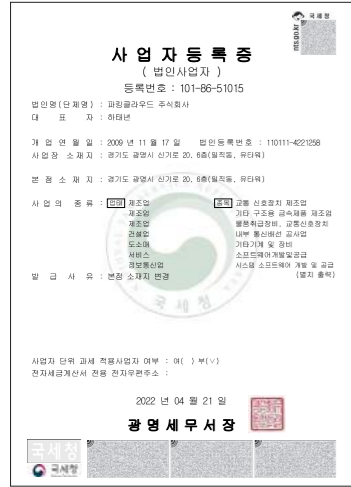 국세청
nts.go.kr
사업자등록증
( 법인사업자 )
등록번호 : 101-86-51015
법인명(단체명) : 파킹클라우드 주식회사
대 표 자 : 하태년
개 업 연 월 일 : 2009 년 11 월 17 일 법인등록번호 : 110111-4221258
사업장 소재지 : 경기도 광명시 신기로 20, 6층(일직동, 유타워)
본 점 소 재 지 : 경기도 광명시 신기로 20, 6층(일직동, 유타워)
사 업 의 종 류 : 업태 제조업 종목 교통 신호장치 제조업
제조업 기타 구조용 금속제품 제조업
제조업 물품취급장비, 교통신호장치
건설업 내부 통신배선 공사업
도소매 기타기계 및 장비
서비스 소프트웨어개발및공급
정보통신업 시스템 소프트웨어 개발 및 공급
(별지 출력)
발 급 사 유 : 본점 소재지 변경
국세청
사업자 단위 과세 적용사업자 여부 : 여( ) 부(∨)
전자세금계산서 전용 전자우편주소 :
2022 년 04 월 21 일
광명세무서장
국세청
국세청